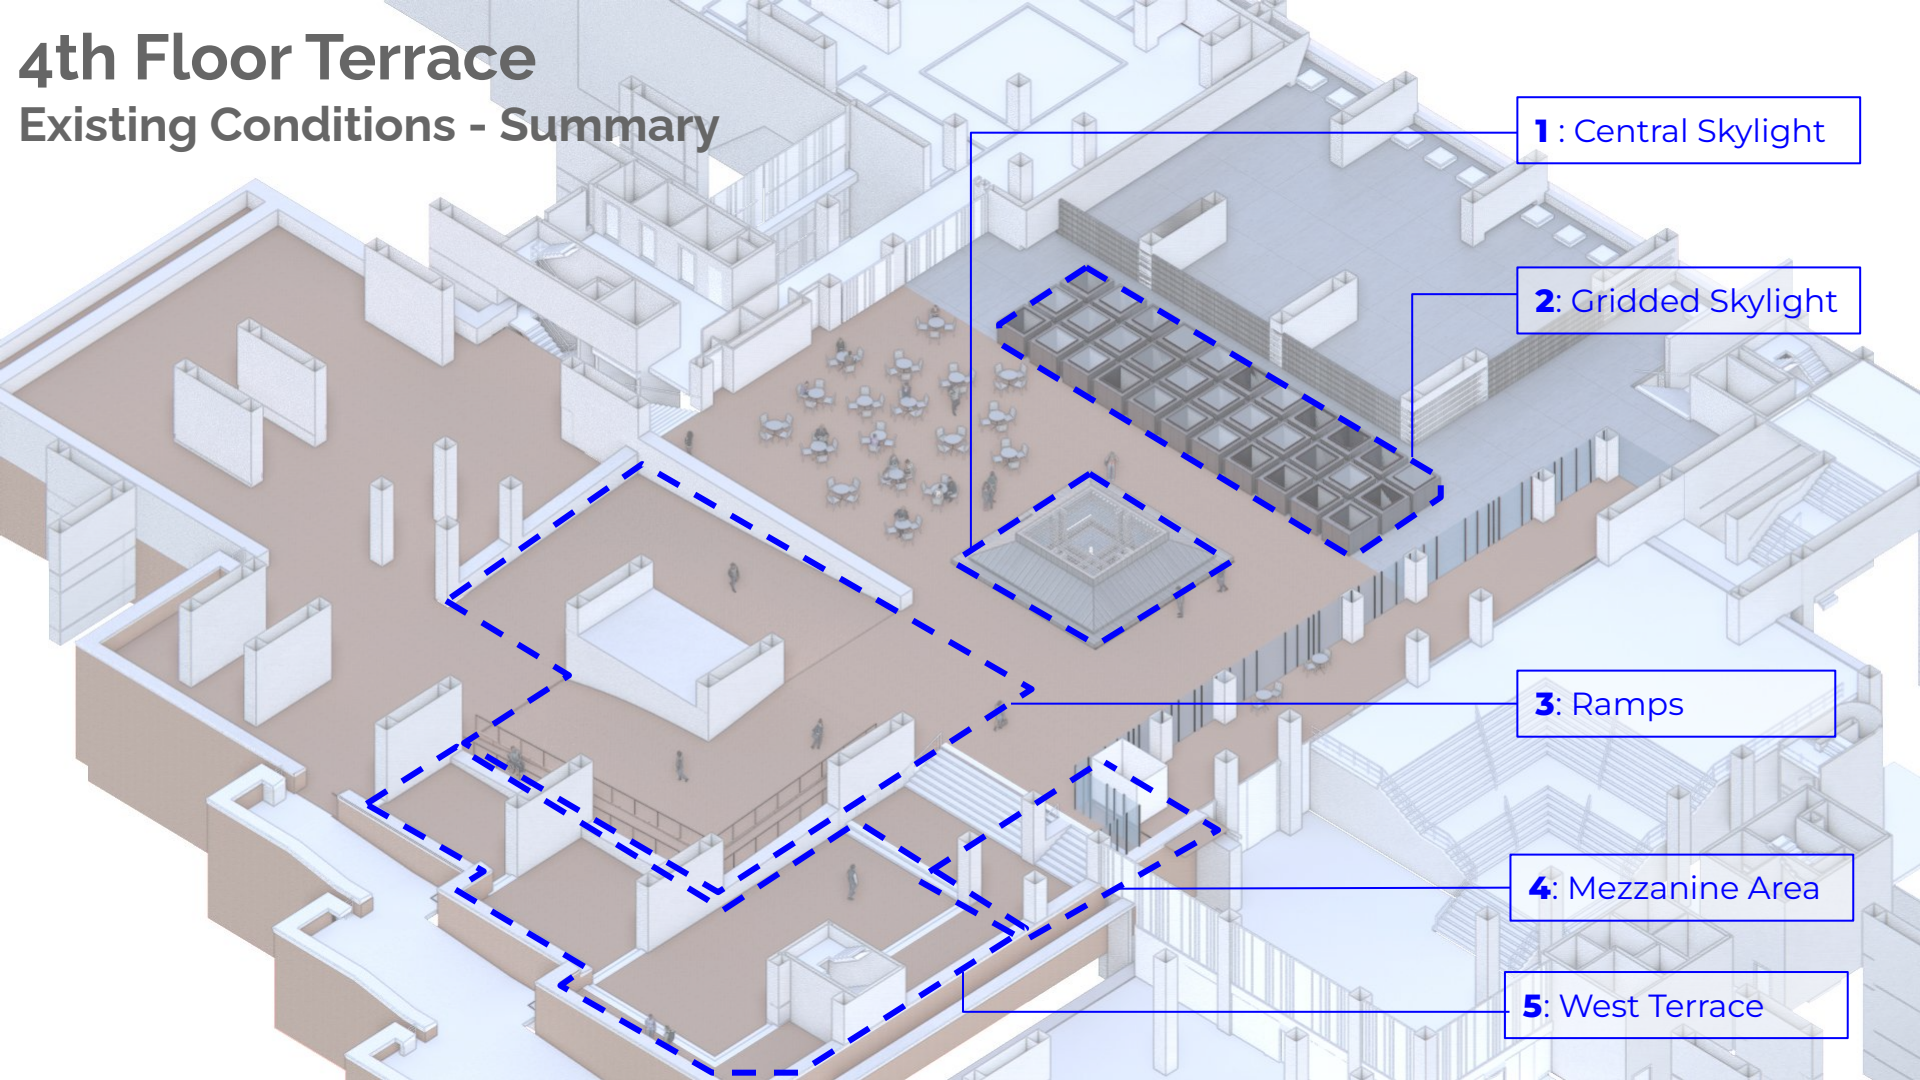 4th Floor Terrace
Existing Conditions - Summary
1 : Central Skylight
2: Gridded Skylight
3: Ramps
4: Mezzanine Area
5: West Terrace